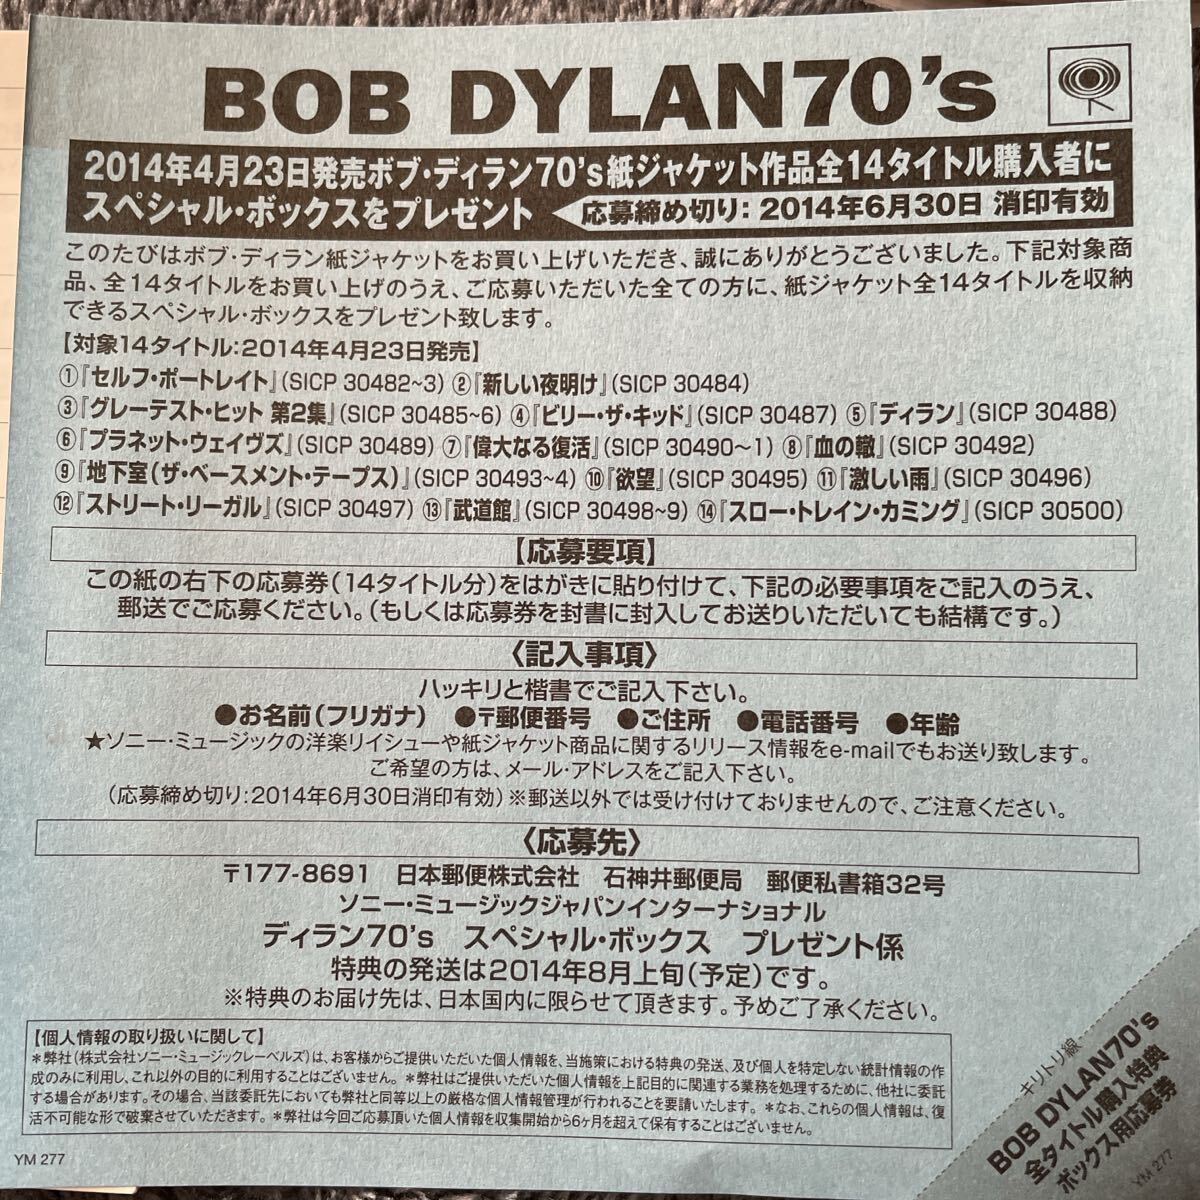 BOB DYLAN70's
2014年4月23日発売ボブ・ディラン70's紙ジャケット作品全14タイトル購入者に
スペシャル・ボックスをプレゼント 応募締め切り：2014年6月30日 消印有効
このたびはボブ・ディラン紙ジャケットをお買い上げいただき、誠にありがとうございました。下記対象商
品、全14タイトルをお買い上げのうえ、ご応募いただいた全ての方に、紙ジャケット全14タイトルを収納
できるスペシャル・ボックスをプレゼント致します。
【対象14タイトル：2014年4月23日発売】
①『セルフ・ポートレイト』(SICP 30482~3) ②『新しい夜明け』(SICP 30484)
③『グレーテスト・ヒット 第2集』(SICP 30485~6) ④『ビリー・ザ・キッド』(SICP 30487) ⑤『ディラン』(SICP 30488)
⑥『プラネット・ウェイヴズ』(SICP 30489) ⑦『偉大なる復活』(SICP 30490~1) ⑧『血の轍』(SICP 30492)
⑨『地下室(ザ・ベースメント・テープス)』(SICP 30493~4) ⑩『欲望』(SICP 30495) ⑪『激しい雨』(SICP 30496)
⑫『ストリート・リーガル』(SICP 30497) ⑬『武道館』(SICP 30498~9) ⑭『スロー・トレイン・カミング』(SICP 30500)
【応募要項】
この紙の右下の応募券(14タイトル分)をはがきに貼り付けて、下記の必要事項をご記入のうえ、
郵送でご応募ください。(もしくは応募券を封書に封入してお送りいただいても結構です。)
〈記入事項〉
ハッキリと楷書でご記入下さい。
●お名前(フリガナ) ●〒郵便番号 ●ご住所 ●電話番号 ●年齢
★ソニー・ミュージックの洋楽リイシューや紙ジャケット商品に関するリリース情報をe-mailでもお送り致します。
ご希望の方は、メール・アドレスをご記入下さい。
(応募締め切り:2014年6月30日消印有効)※郵送以外では受け付けておりませんので、ご注意ください。
〈応募先〉
〒177-8691 日本郵便株式会社 石神井郵便局 郵便私書箱32号
ソニー・ミュージックジャパンインターナショナル
ディラン70's スペシャル・ボックス プレゼント係
特典の発送は2014年8月上旬(予定)です。
※特典のお届け先は、日本国内に限らせて頂きます。予めご了承ください。
【個人情報の取り扱いに関して】
＊弊社(株式会社ソニー・ミュージックレーベルズ)は、お客様からご提供いただいた個人情報を、当施策における特典の発送、及び個人を特定しない統計情報の作
成のみに利用し、これ以外の目的に利用することはございません。 ＊弊社はご提供いただいた個人情報を上記目的に関連する業務を処理するために、他社に委託
する場合があります。その場合、当該委託先においても弊社と同等以上の厳格な個人情報管理が行われることを要請いたします。 ＊なお、これらの個人情報は、復
活不可能な形で破棄させていただきます。 ＊弊社は今回ご応募頂いた個人情報を収集開始から6ヶ月を超えて保有することはございません。
YM 277
キリトリ線
BOB DYLAN70's
全タイトル購入特典
ボックス用応募券
YM 277